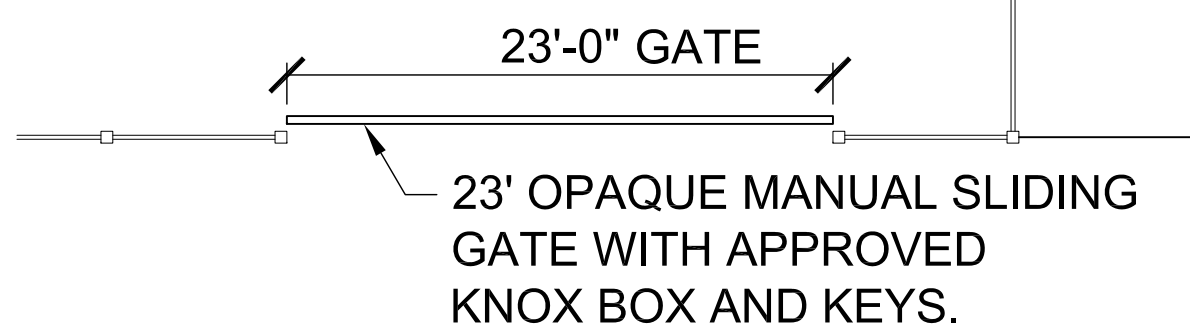 23'-0" GATE
23' OPAQUE MANUAL SLIDING
GATE WITH APPROVED
KNOX BOX AND KEYS.